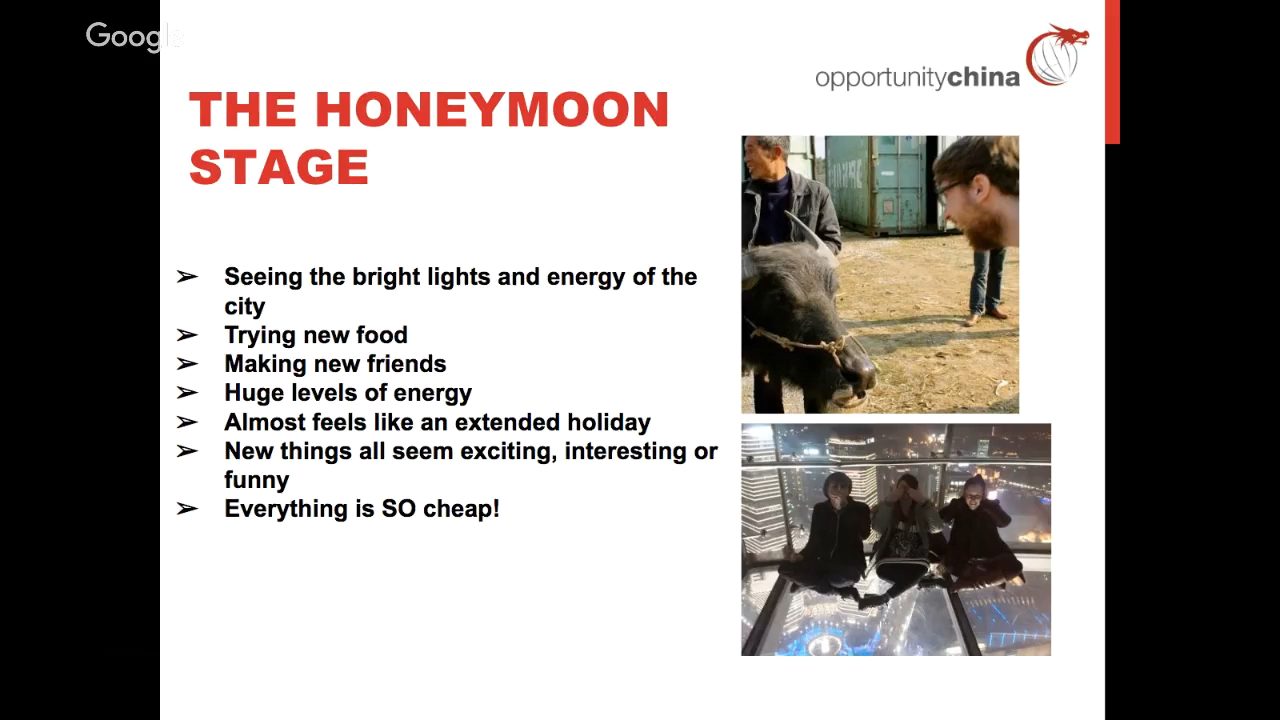 Google
opportunitychina
THE HONEYMOON
STAGE
➢ Seeing the bright lights and energy of the
city
➢ Trying new food
➢ Making new friends
➢ Huge levels of energy
➢ Almost feels like an extended holiday
➢ New things all seem exciting, interesting or
funny
➢ Everything is SO cheap!